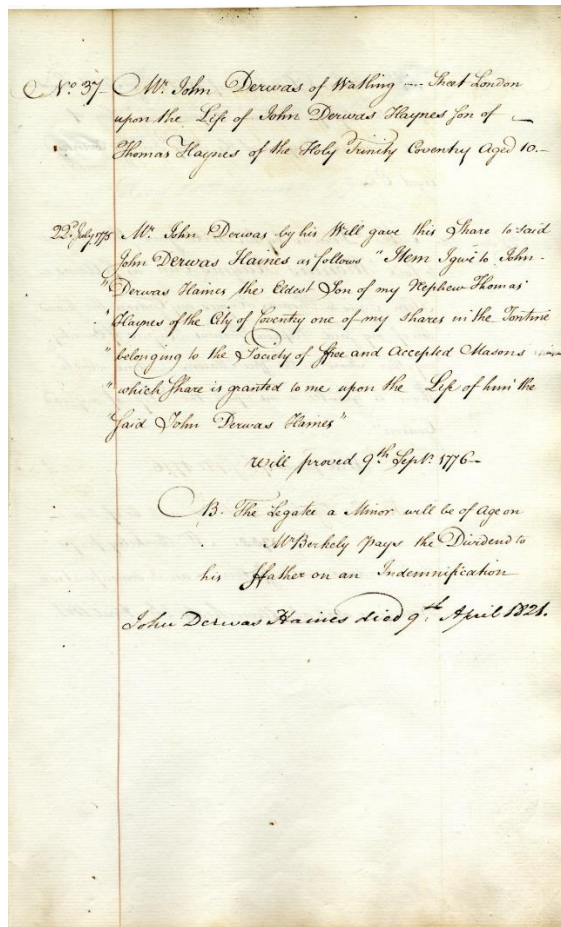 No. 37 Mr. John Derwas of Watling --- Street London
upon the Life of John Derwas Haynes Son of
Thomas Haynes of the Holy Trinity Coventry Aged 10.-
22d. July 1775 Mr. John Derwas by his Will gave this Share to said
John Derwas Haines as follows "Item I give to John-
"Derwas Haines the Eldest Son of my Nephew Thomas
"Haynes of the City of Coventry one of my shares in the Tontine
"belonging to the Society of ffree and Accepted Masons
"which Share is granted to me upon the Life of him the
"Said John Derwas Haines"
Will proved 9th. Septr. 1776-
NB. The Legatee a Minor will be of Age on
Mr Berkely pays the Dividend to
his ffather on an Indemnification
John Derwas Haines died 9th. April 1821.